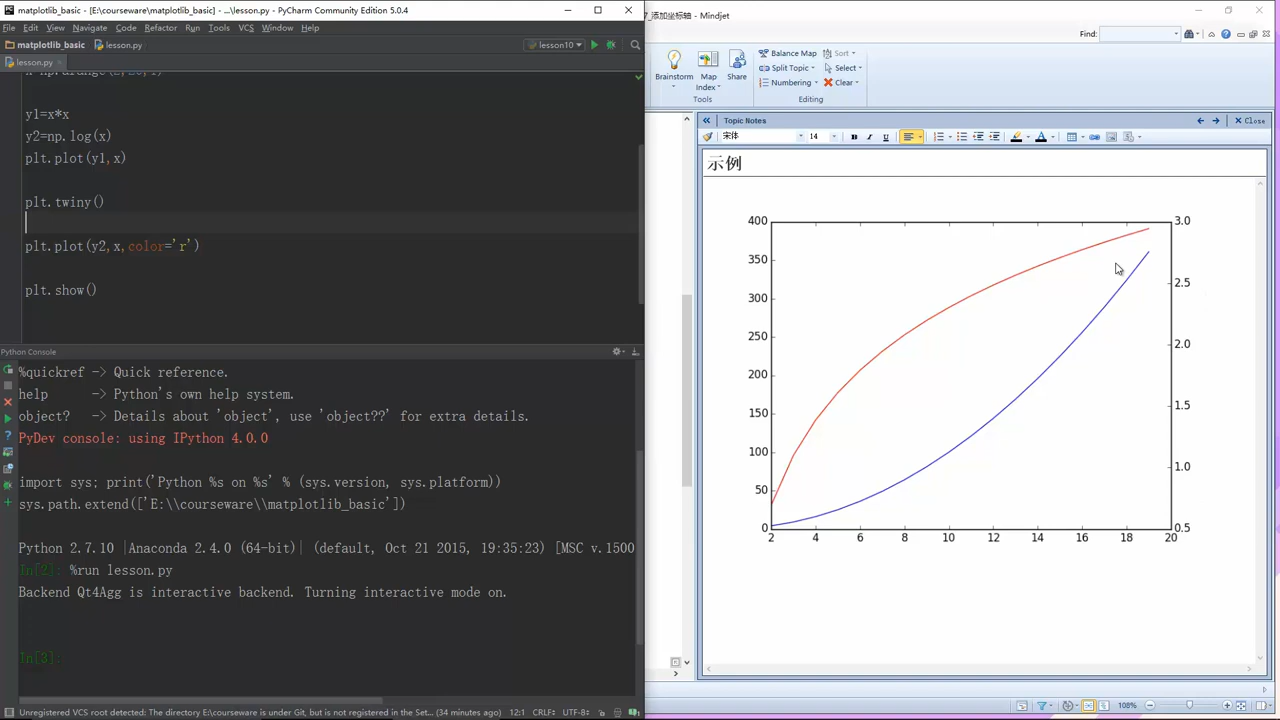 matplotlib_basic - [E:\courseware\matplotlib_basic] - ...\lesson.py - PyCharm Community Edition 5.0.4
File Edit View Navigate Code Refactor Run Tools VCS Window Help
matplotlib_basic lesson.py
lesson10
lesson.py
y1=x*x
y2=np.log(x)
plt.plot(y1,x)
plt.twiny()
plt.plot(y2,x,color='r')
plt.show()
Python Console
%quickref -> Quick reference.
help -> Python's own help system.
object? -> Details about 'object', use 'object??' for extra details.
PyDev console: using IPython 4.0.0
import sys; print('Python %s on %s' % (sys.version, sys.platform))
sys.path.extend(['E:\\courseware\\matplotlib_basic'])
Python 2.7.10 |Anaconda 2.4.0 (64-bit)| (default, Oct 21 2015, 19:35:23) [MSC v.1500
In[2]: %run lesson.py
Backend Qt4Agg is interactive backend. Turning interactive mode on.
In[3]:
Unregistered VCS root detected: The directory E:\courseware is under Git, but is not registered in the Set... (34 minutes ago) 12:1 CRLF÷ UTF-8÷
7_添加坐标轴 - Mindjet
Find:
Brainstorm
Map Index
Share
Tools
Balance Map Sort
Split Topic Select
Numbering Clear
Editing
Topic Notes
Close
宋体 14 B I U
示例
400
350
300
250
200
150
100
50
0
2 4 6 8 10 12 14 16 18 20
3.0
2.5
2.0
1.5
1.0
0.5
108%